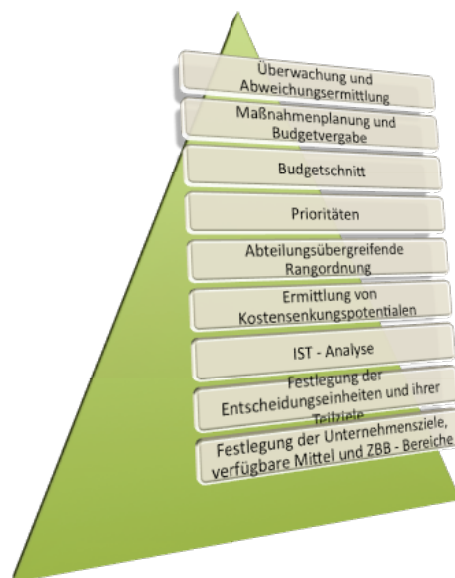 Überwachung und
Abweichungsermittlung
Maßnahmenplanung und
Budgetvergabe
Budgetschnitt
Prioritäten
Abteilungsübergreifende
Rangordnung
Ermittlung von
Kostensenkungspotentialen
IST - Analyse
Festlegung der
Entscheidungseinheiten und ihrer
Teilziele
Festlegung der Unternehmensziele,
verfügbare Mittel und ZBB - Bereiche